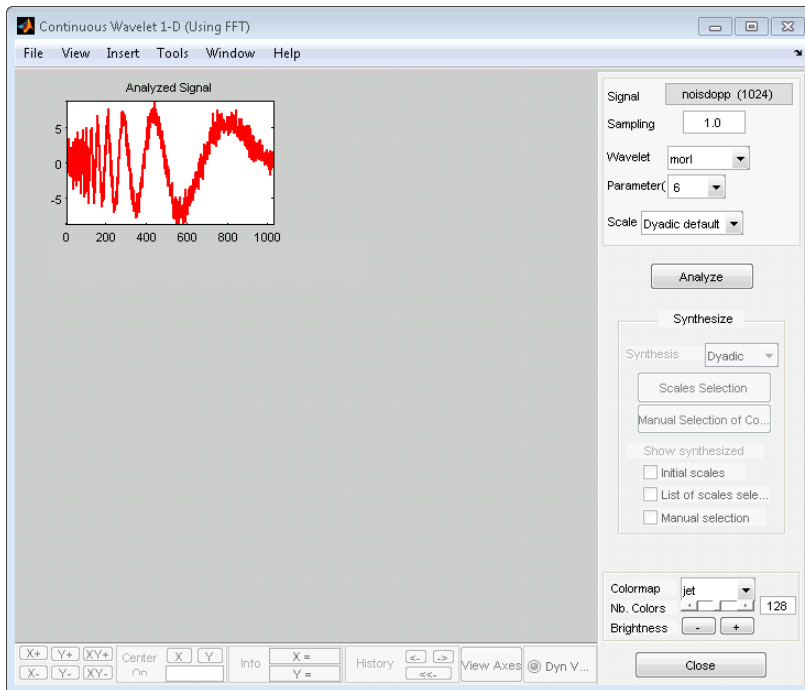 Continuous Wavelet 1-D (Using FFT)
File View Insert Tools Window Help
Analyzed Signal
5
0
-5
0 200 400 600 800 1000
Signal noisdopp (1024)
Sampling 1.0
Wavelet morl
Parameter( 6
Scale Dyadic default
Analyze
Synthesize
Synthesis Dyadic
Scales Selection
Manual Selection of Co...
Show synthesized
Initial scales
List of scales sele...
Manual selection
Colormap jet
Nb. Colors 128
Brightness - +
X+ Y+ XY+ Center X Y Info X = History <- -> View Axes Dyn V...
X- Y- XY- On Y = <<-
Close